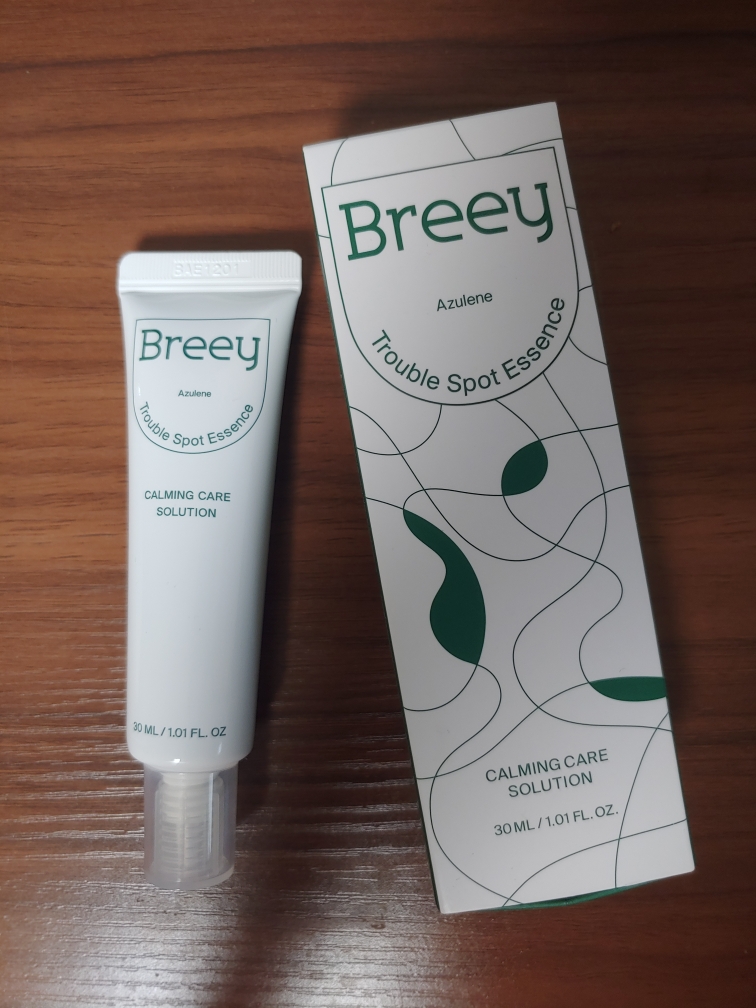 BAE1201
Breey
Azulene
Trouble Spot Essence
CALMING CARE
SOLUTION
30 ML / 1.01 FL. OZ
Breey
Azulene
Trouble Spot Essence
CALMING CARE
SOLUTION
30 ML / 1.01 FL. OZ.